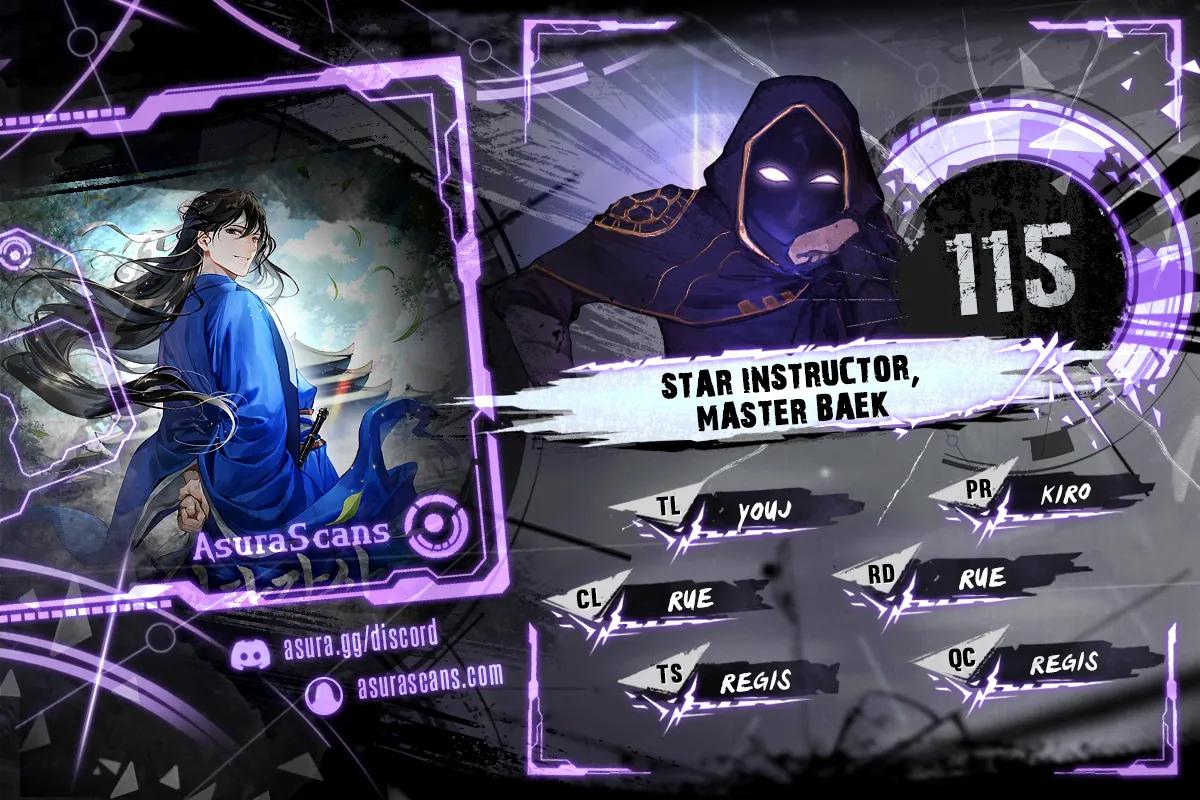 115
STAR INSTRUCTOR,
MASTER BAEK
TL YOUJ
PR KIRO
CL RUE
RD RUE
TS REGIS
QC REGIS
AsuraScans
asura.gg/discord
asurascans.com